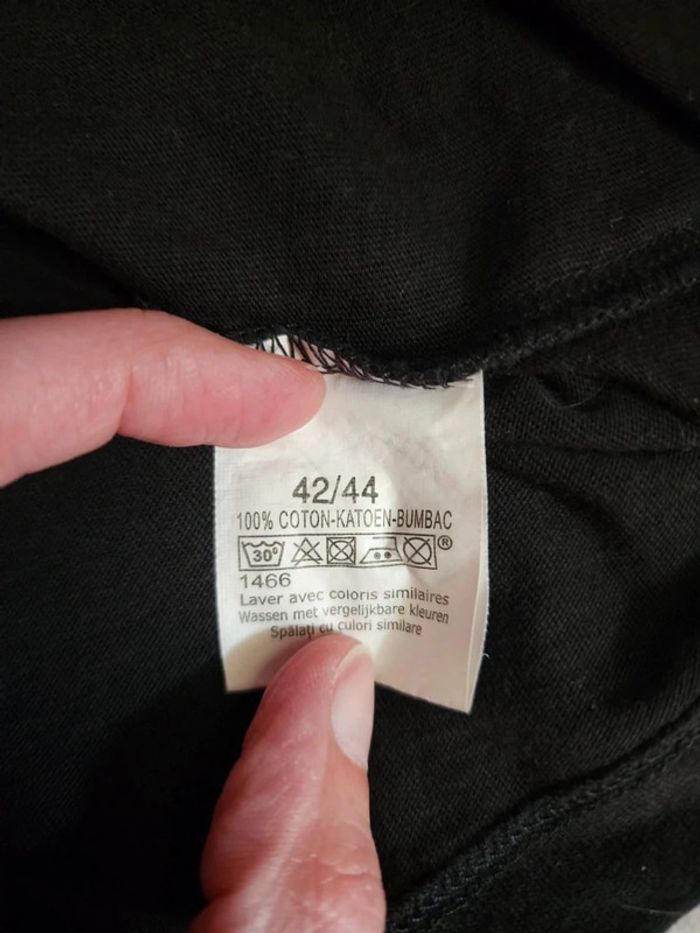 42/44
100% COTON-KATOEN-BUMBAC
30° ®
1466
Laver avec coloris similaires
Wassen met vergelijkbare kleuren
Spălați cu culori similare